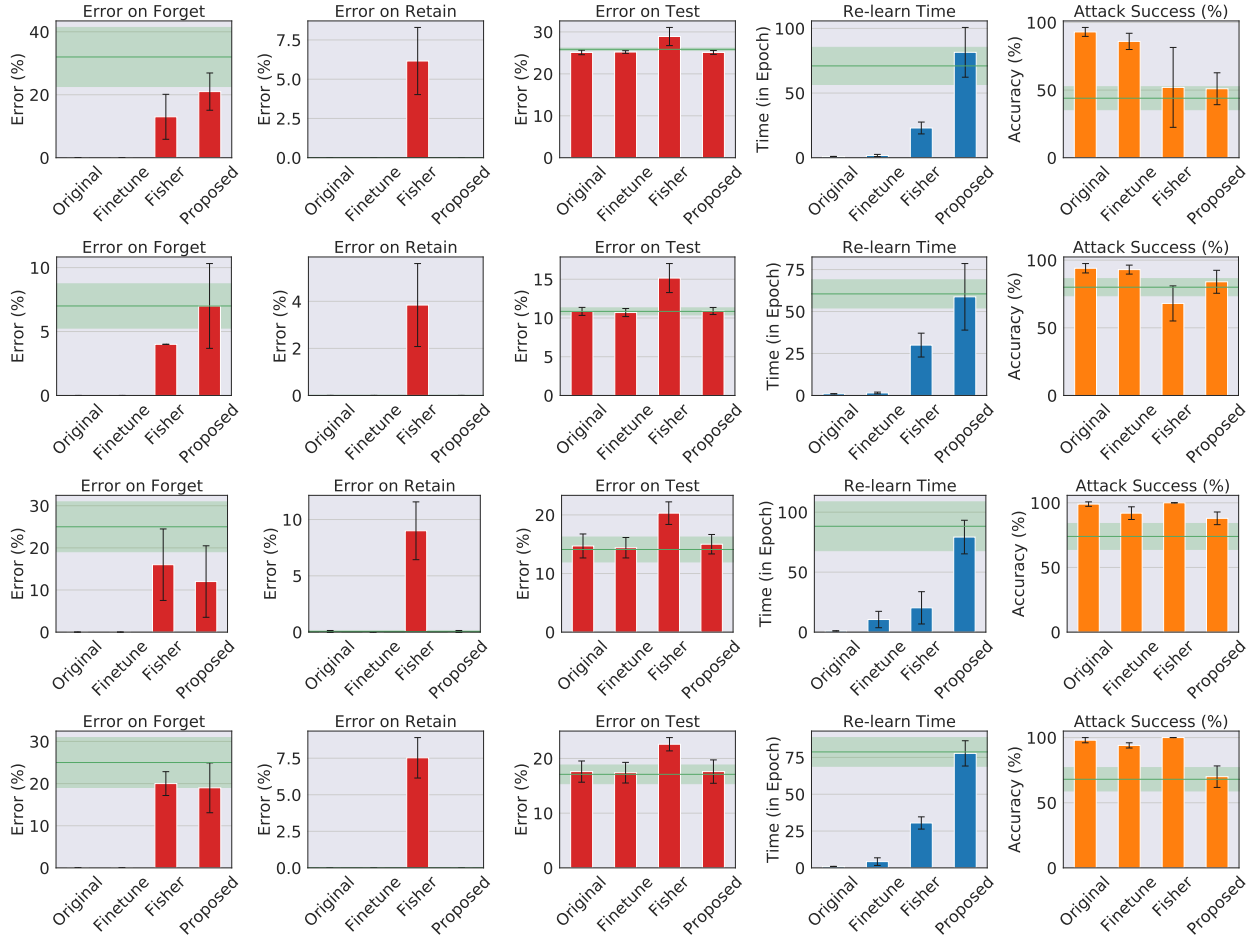 Error on Forget
Error on Retain
Error on Test
Re-learn Time
Attack Success (%)
Error (%)
40
20
0
Original
Finetune
Fisher
Proposed
Error (%)
7.5
5.0
2.5
0.0
Original
Finetune
Fisher
Proposed
Error (%)
30
20
10
0
Original
Finetune
Fisher
Proposed
Time (in Epoch)
100
50
0
Original
Finetune
Fisher
Proposed
Accuracy (%)
100
50
0
Original
Finetune
Fisher
Proposed
Error on Forget
Error on Retain
Error on Test
Re-learn Time
Attack Success (%)
Error (%)
10
5
0
Original
Finetune
Fisher
Proposed
Error (%)
4
2
0
Original
Finetune
Fisher
Proposed
Error (%)
15
10
5
0
Original
Finetune
Fisher
Proposed
Time (in Epoch)
75
50
25
0
Original
Finetune
Fisher
Proposed
Accuracy (%)
100
50
0
Original
Finetune
Fisher
Proposed
Error on Forget
Error on Retain
Error on Test
Re-learn Time
Attack Success (%)
Error (%)
30
20
10
0
Original
Finetune
Fisher
Proposed
Error (%)
10
5
0
Original
Finetune
Fisher
Proposed
Error (%)
20
10
0
Original
Finetune
Fisher
Proposed
Time (in Epoch)
100
50
0
Original
Finetune
Fisher
Proposed
Accuracy (%)
100
50
0
Original
Finetune
Fisher
Proposed
Error on Forget
Error on Retain
Error on Test
Re-learn Time
Attack Success (%)
Error (%)
30
20
10
0
Original
Finetune
Fisher
Proposed
Error (%)
7.5
5.0
2.5
0.0
Original
Finetune
Fisher
Proposed
Error (%)
20
10
0
Original
Finetune
Fisher
Proposed
Time (in Epoch)
75
50
25
0
Original
Finetune
Fisher
Proposed
Accuracy (%)
100
50
0
Original
Finetune
Fisher
Proposed